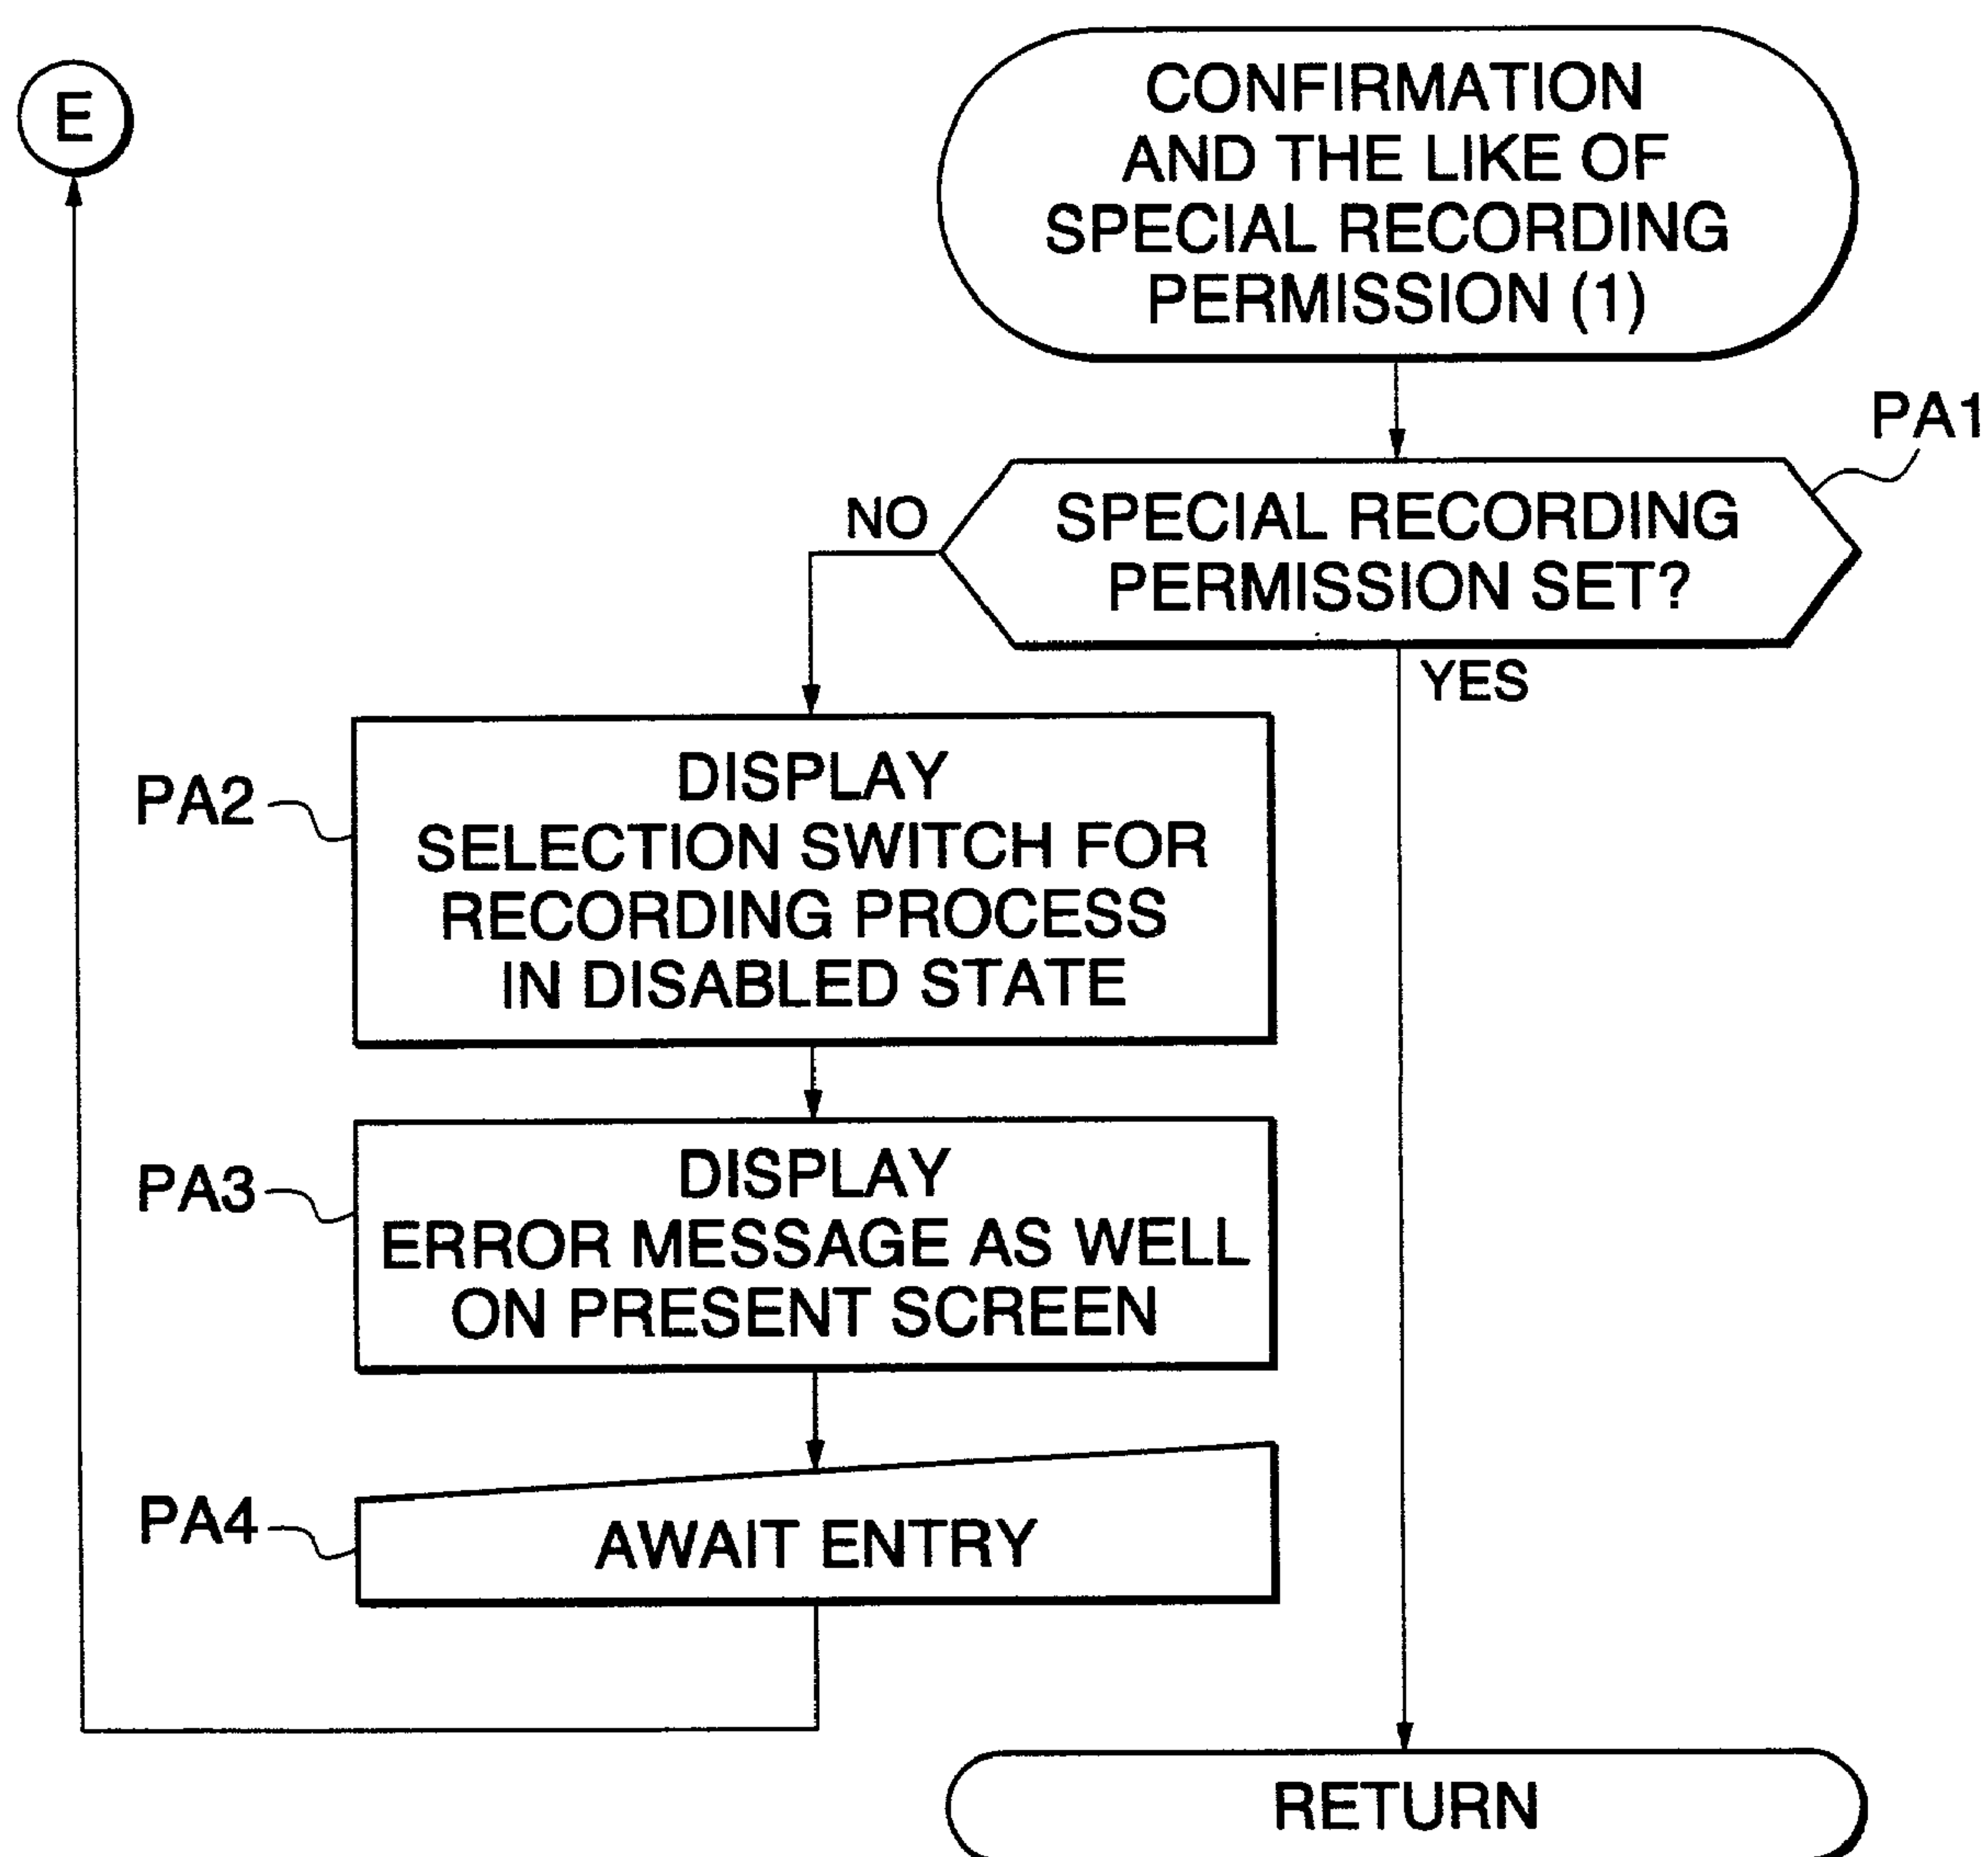 E
CONFIRMATION
AND THE LIKE OF
SPECIAL RECORDING
PERMISSION (1)
PA1
NO
SPECIAL RECORDING
PERMISSION SET?
YES
PA2
DISPLAY
SELECTION SWITCH FOR
RECORDING PROCESS
IN DISABLED STATE
PA3
DISPLAY
ERROR MESSAGE AS WELL
ON PRESENT SCREEN
PA4
AWAIT ENTRY
RETURN